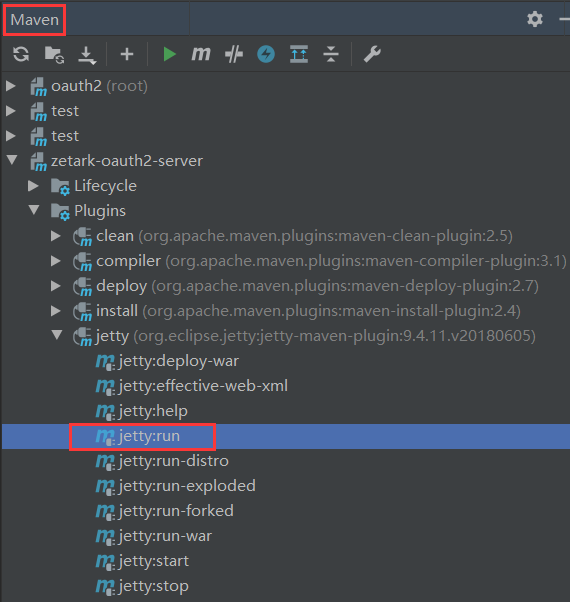 Maven
oauth2 (root)
test
test
zetark-oauth2-server
Lifecycle
Plugins
clean (org.apache.maven.plugins:maven-clean-plugin:2.5)
compiler (org.apache.maven.plugins:maven-compiler-plugin:3.1)
deploy (org.apache.maven.plugins:maven-deploy-plugin:2.7)
install (org.apache.maven.plugins:maven-install-plugin:2.4)
jetty (org.eclipse.jetty:jetty-maven-plugin:9.4.11.v20180605)
jetty:deploy-war
jetty:effective-web-xml
jetty:help
jetty:run
jetty:run-distro
jetty:run-exploded
jetty:run-forked
jetty:run-war
jetty:start
jetty:stop